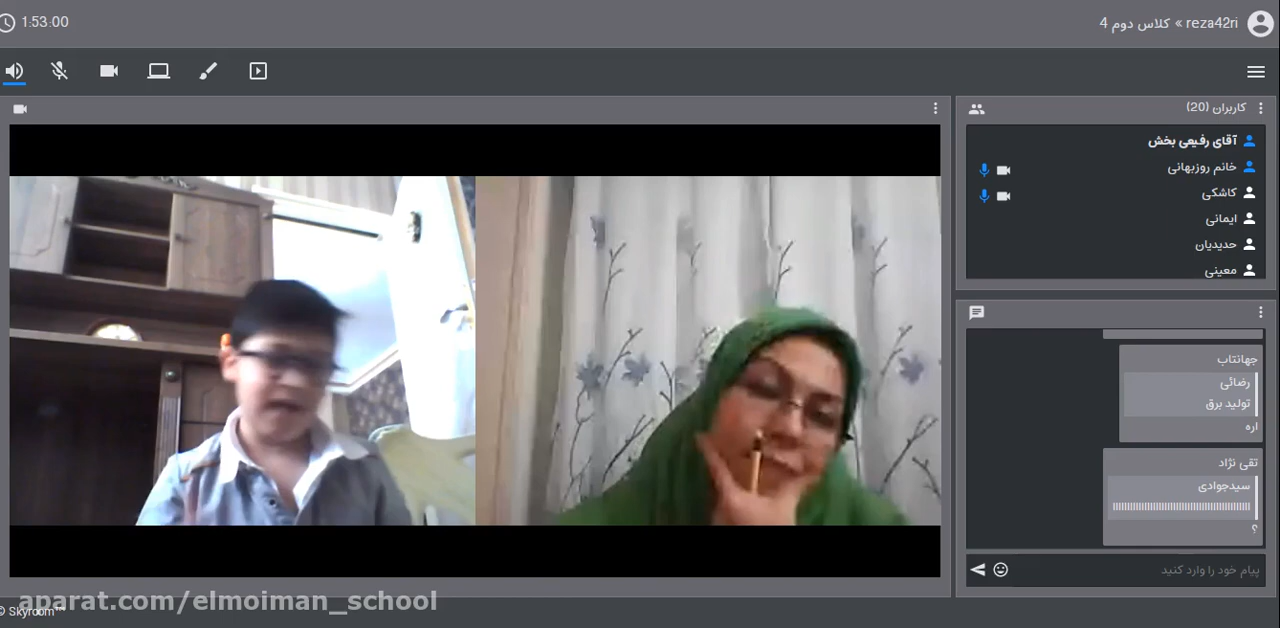 1:53:00
reza42ri » کلاس دوم 4
کاربران (20)
آقای رفیعی بخش
خانم روزبهانی
کاشکی
ایمانی
حدیدیان
معینی
جهانتاب
رضائی
تولید برق
اره
تقی نژاد
سیدجوادی
؟
پیام خود را وارد کنید
aparat.com/elmoiman_school
© Skyroom™